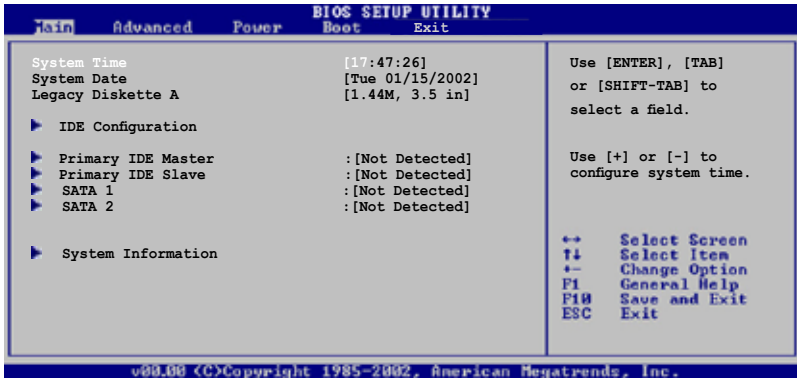 BIOS SETUP UTILITY
Main Advanced Power Boot Exit
System Time [17:47:26]
System Date [Tue 01/15/2002]
Legacy Diskette A [1.44M, 3.5 in]
IDE Configuration
Primary IDE Master :[Not Detected]
Primary IDE Slave :[Not Detected]
SATA 1 :[Not Detected]
SATA 2 :[Not Detected]
System Information
Use [ENTER], [TAB]
or [SHIFT-TAB] to
select a field.
Use [+] or [-] to
configure system time.
↔ Select Screen
↑↓ Select Item
+- Change Option
F1 General Help
F10 Save and Exit
ESC Exit
v00.00 (C)Copyright 1985-2002, American Megatrends, Inc.